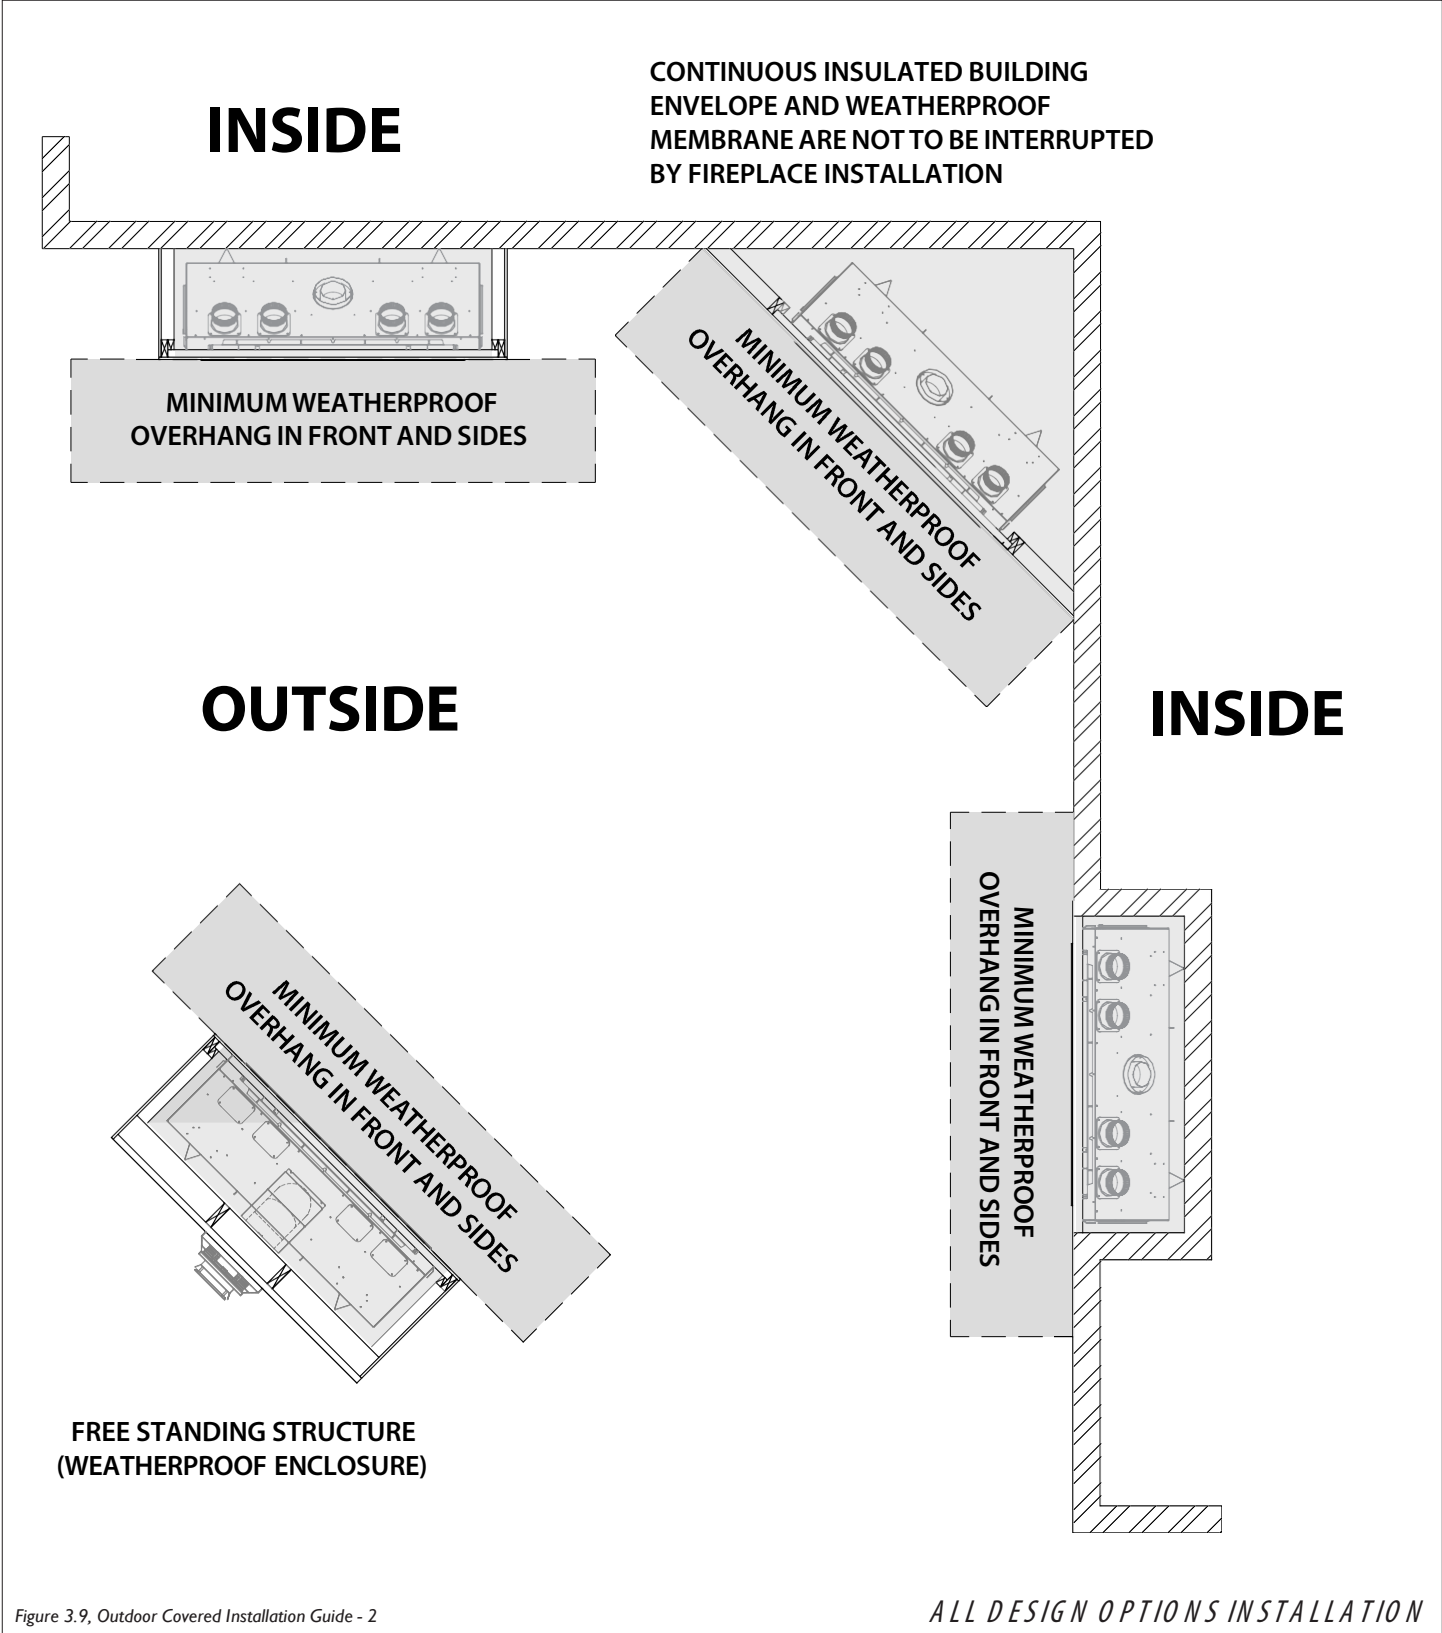 INSIDE
CONTINUOUS INSULATED BUILDING
ENVELOPE AND WEATHERPROOF
MEMBRANE ARE NOT TO BE INTERRUPTED
BY FIREPLACE INSTALLATION
MINIMUM WEATHERPROOF
OVERHANG IN FRONT AND SIDES
MINIMUM WEATHERPROOF
OVERHANG IN FRONT AND SIDES
OUTSIDE
INSIDE
MINIMUM WEATHERPROOF
OVERHANG IN FRONT AND SIDES
MINIMUM WEATHERPROOF
OVERHANG IN FRONT AND SIDES
FREE STANDING STRUCTURE
(WEATHERPROOF ENCLOSURE)
Figure 3.9, Outdoor Covered Installation Guide - 2
ALL DESIGN OPTIONS INSTALLATION